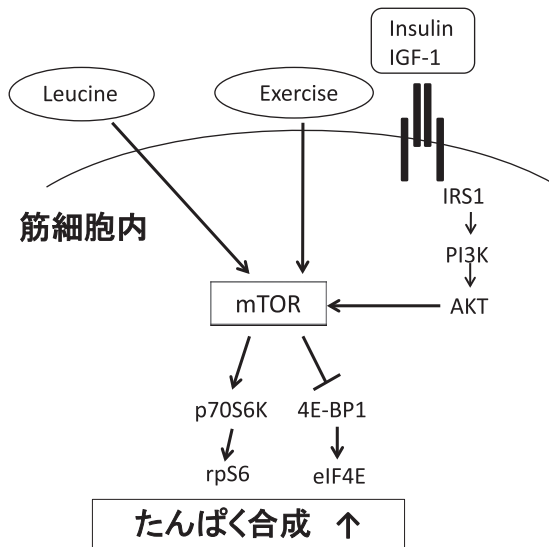 Insulin
IGF-1
Leucine
Exercise
IRS1
筋細胞内
PI3K
mTOR
AKT
p70S6K
4E-BP1
rpS6
eIF4E
たんぱく合成 ↑